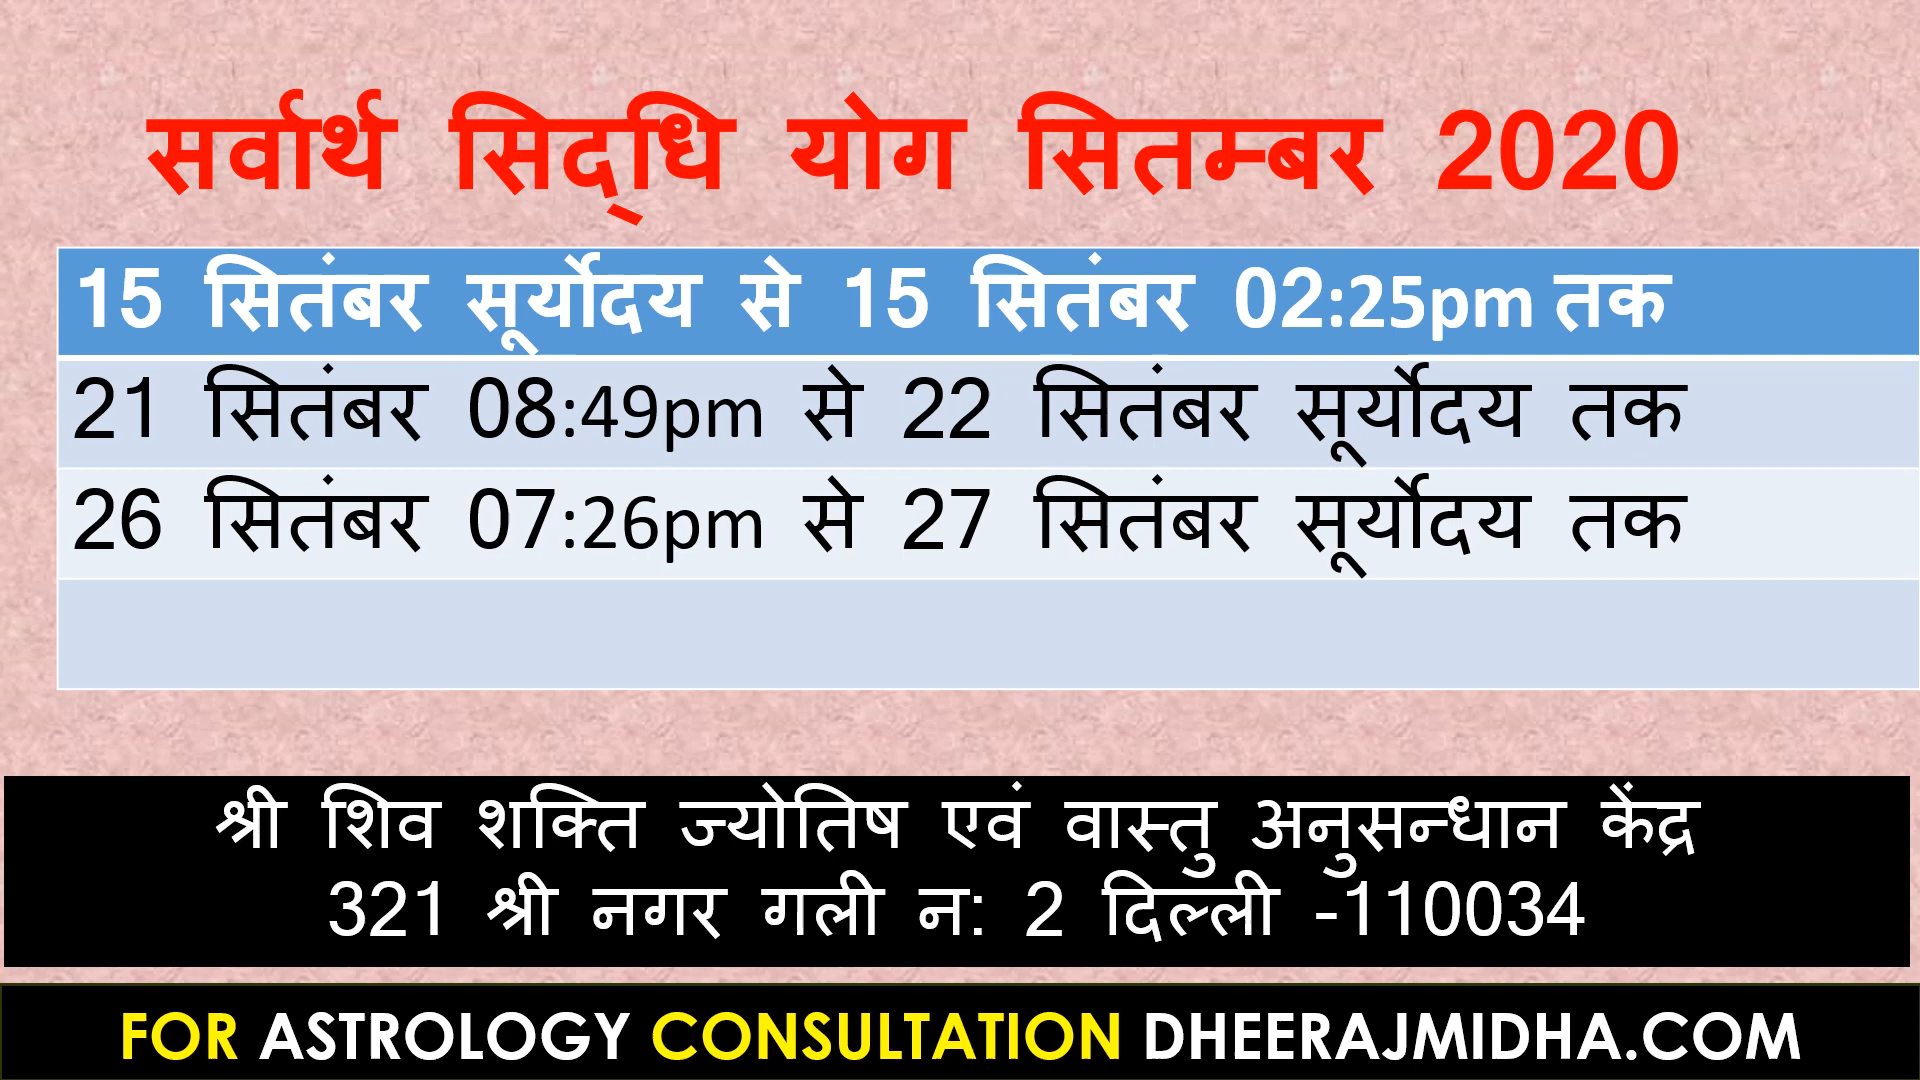 सर्वार्थ सिद्धि योग सितम्बर 2020
15 सितंबर सूर्योदय से 15 सितंबर 02:25pm तक
21 सितंबर 08:49pm से 22 सितंबर सूर्योदय तक
26 सितंबर 07:26pm से 27 सितंबर सूर्योदय तक
श्री शिव शक्ति ज्योतिष एवं वास्तु अनुसन्धान केंद्र
321 श्री नगर गली न: 2 दिल्ली -110034
FOR ASTROLOGY CONSULTATION DHEERAJMIDHA.COM